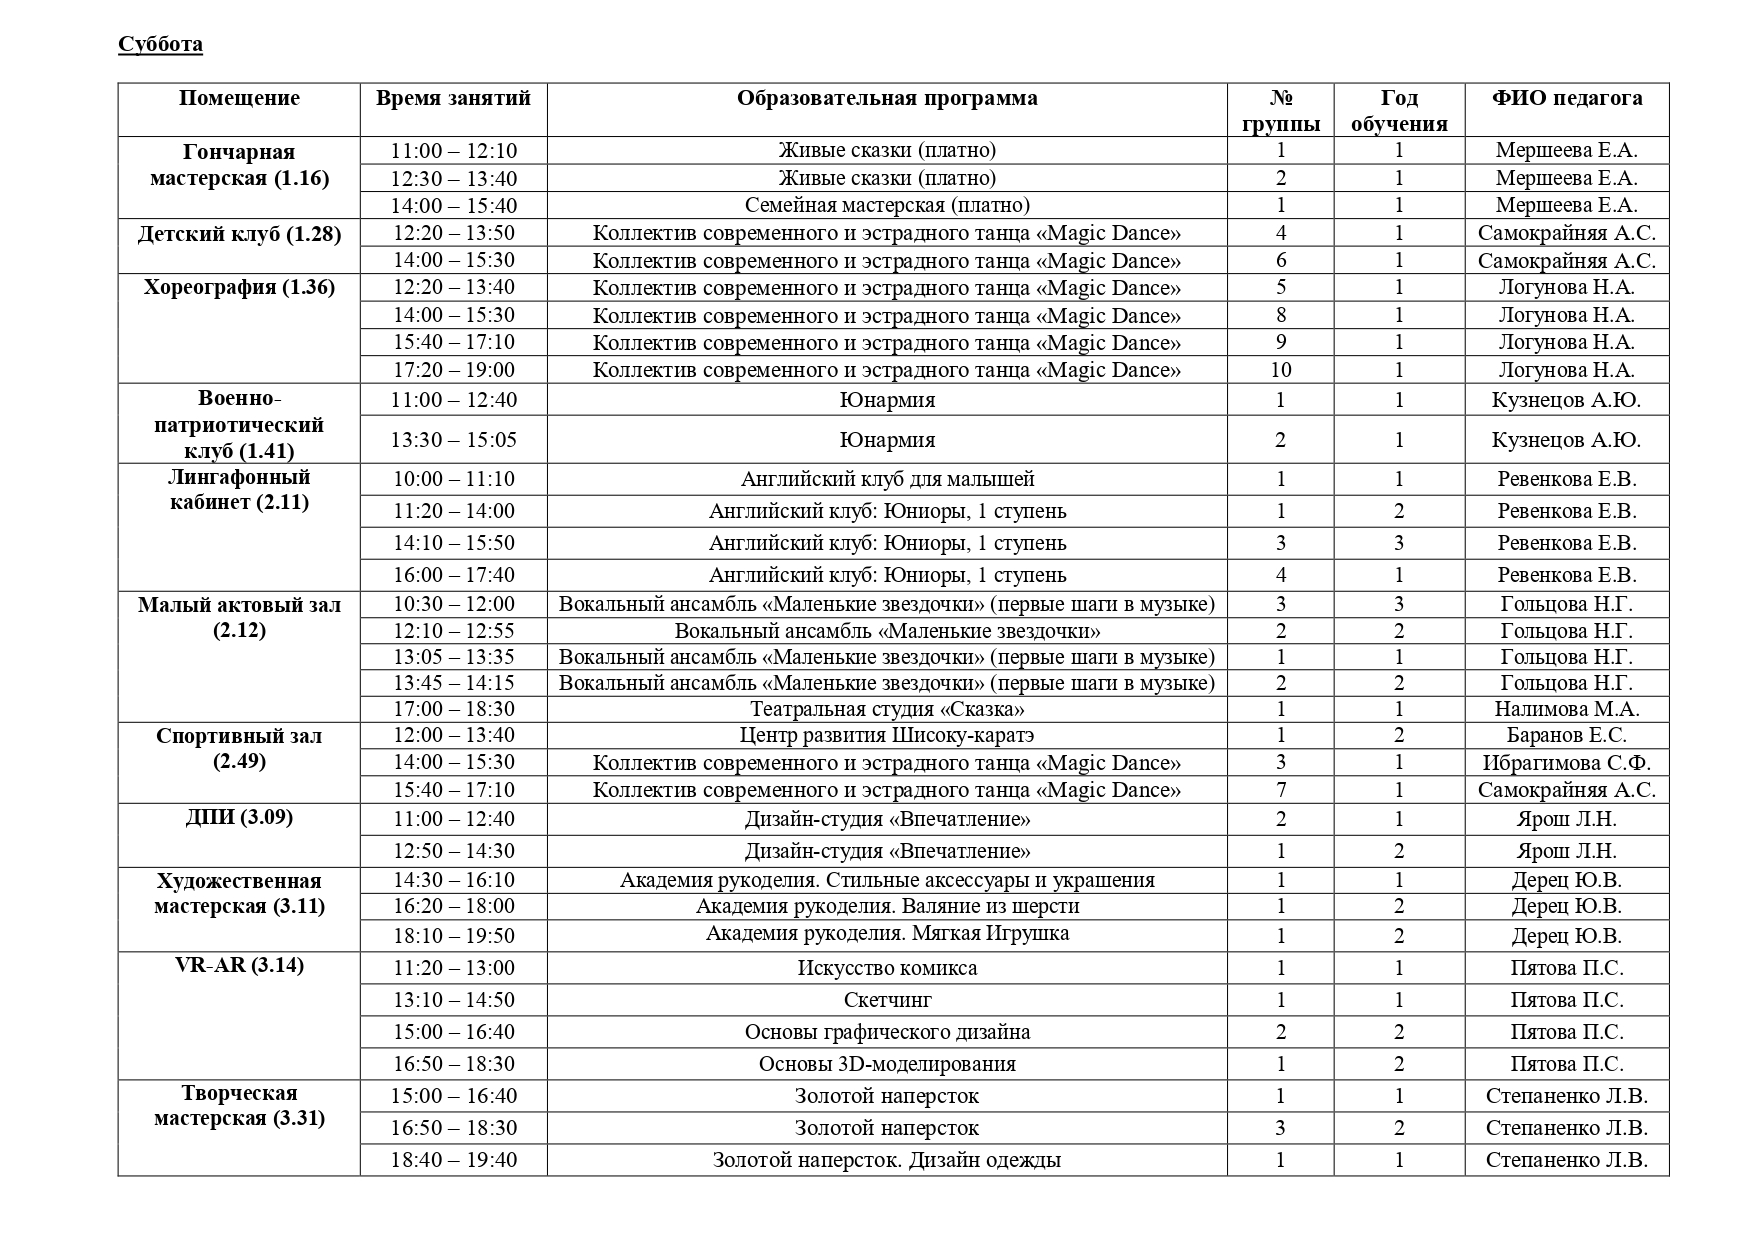 Суббота
Помещение Время занятий Образовательная программа № группы Год обучения ФИО педагога
Гончарная мастерская (1.16) 11:00 – 12:10 Живые сказки (платно) 1 1 Мершеева Е.А.
12:30 – 13:40 Живые сказки (платно) 2 1 Мершеева Е.А.
14:00 – 15:40 Семейная мастерская (платно) 1 1 Мершеева Е.А.
Детский клуб (1.28) 12:20 – 13:50 Коллектив современного и эстрадного танца «Magic Dance» 4 1 Самокрайняя А.С.
14:00 – 15:30 Коллектив современного и эстрадного танца «Magic Dance» 6 1 Самокрайняя А.С.
Хореография (1.36) 12:20 – 13:40 Коллектив современного и эстрадного танца «Magic Dance» 5 1 Логунова Н.А.
14:00 – 15:30 Коллектив современного и эстрадного танца «Magic Dance» 8 1 Логунова Н.А.
15:40 – 17:10 Коллектив современного и эстрадного танца «Magic Dance» 9 1 Логунова Н.А.
17:20 – 19:00 Коллектив современного и эстрадного танца «Magic Dance» 10 1 Логунова Н.А.
Военно-патриотический клуб (1.41) 11:00 – 12:40 Юнармия 1 1 Кузнецов А.Ю.
13:30 – 15:05 Юнармия 2 1 Кузнецов А.Ю.
Лингафонный кабинет (2.11) 10:00 – 11:10 Английский клуб для малышей 1 1 Ревенкова Е.В.
11:20 – 14:00 Английский клуб: Юниоры, 1 ступень 1 2 Ревенкова Е.В.
14:10 – 15:50 Английский клуб: Юниоры, 1 ступень 3 3 Ревенкова Е.В.
16:00 – 17:40 Английский клуб: Юниоры, 1 ступень 4 1 Ревенкова Е.В.
Малый актовый зал (2.12) 10:30 – 12:00 Вокальный ансамбль «Маленькие звездочки» (первые шаги в музыке) 3 3 Гольцова Н.Г.
12:10 – 12:55 Вокальный ансамбль «Маленькие звездочки» 2 2 Гольцова Н.Г.
13:05 – 13:35 Вокальный ансамбль «Маленькие звездочки» (первые шаги в музыке) 1 1 Гольцова Н.Г.
13:45 – 14:15 Вокальный ансамбль «Маленькие звездочки» (первые шаги в музыке) 2 2 Гольцова Н.Г.
17:00 – 18:30 Театральная студия «Сказка» 1 1 Налимова М.А.
Спортивный зал (2.49) 12:00 – 13:40 Центр развития Шисоку-каратэ 1 2 Баранов Е.С.
14:00 – 15:30 Коллектив современного и эстрадного танца «Magic Dance» 3 1 Ибрагимова С.Ф.
15:40 – 17:10 Коллектив современного и эстрадного танца «Magic Dance» 7 1 Самокрайняя А.С.
ДПИ (3.09) 11:00 – 12:40 Дизайн-студия «Впечатление» 2 1 Ярош Л.Н.
12:50 – 14:30 Дизайн-студия «Впечатление» 1 2 Ярош Л.Н.
Художественная мастерская (3.11) 14:30 – 16:10 Академия рукоделия. Стильные аксессуары и украшения 1 1 Дерец Ю.В.
16:20 – 18:00 Академия рукоделия. Валяние из шерсти 1 2 Дерец Ю.В.
18:10 – 19:50 Академия рукоделия. Мягкая Игрушка 1 2 Дерец Ю.В.
VR-AR (3.14) 11:20 – 13:00 Искусство комикса 1 1 Пятова П.С.
13:10 – 14:50 Скетчинг 1 1 Пятова П.С.
15:00 – 16:40 Основы графического дизайна 2 2 Пятова П.С.
16:50 – 18:30 Основы 3D-моделирования 1 2 Пятова П.С.
Творческая мастерская (3.31) 15:00 – 16:40 Золотой наперсток 1 1 Степаненко Л.В.
16:50 – 18:30 Золотой наперсток 3 2 Степаненко Л.В.
18:40 – 19:40 Золотой наперсток. Дизайн одежды 1 1 Степаненко Л.В.